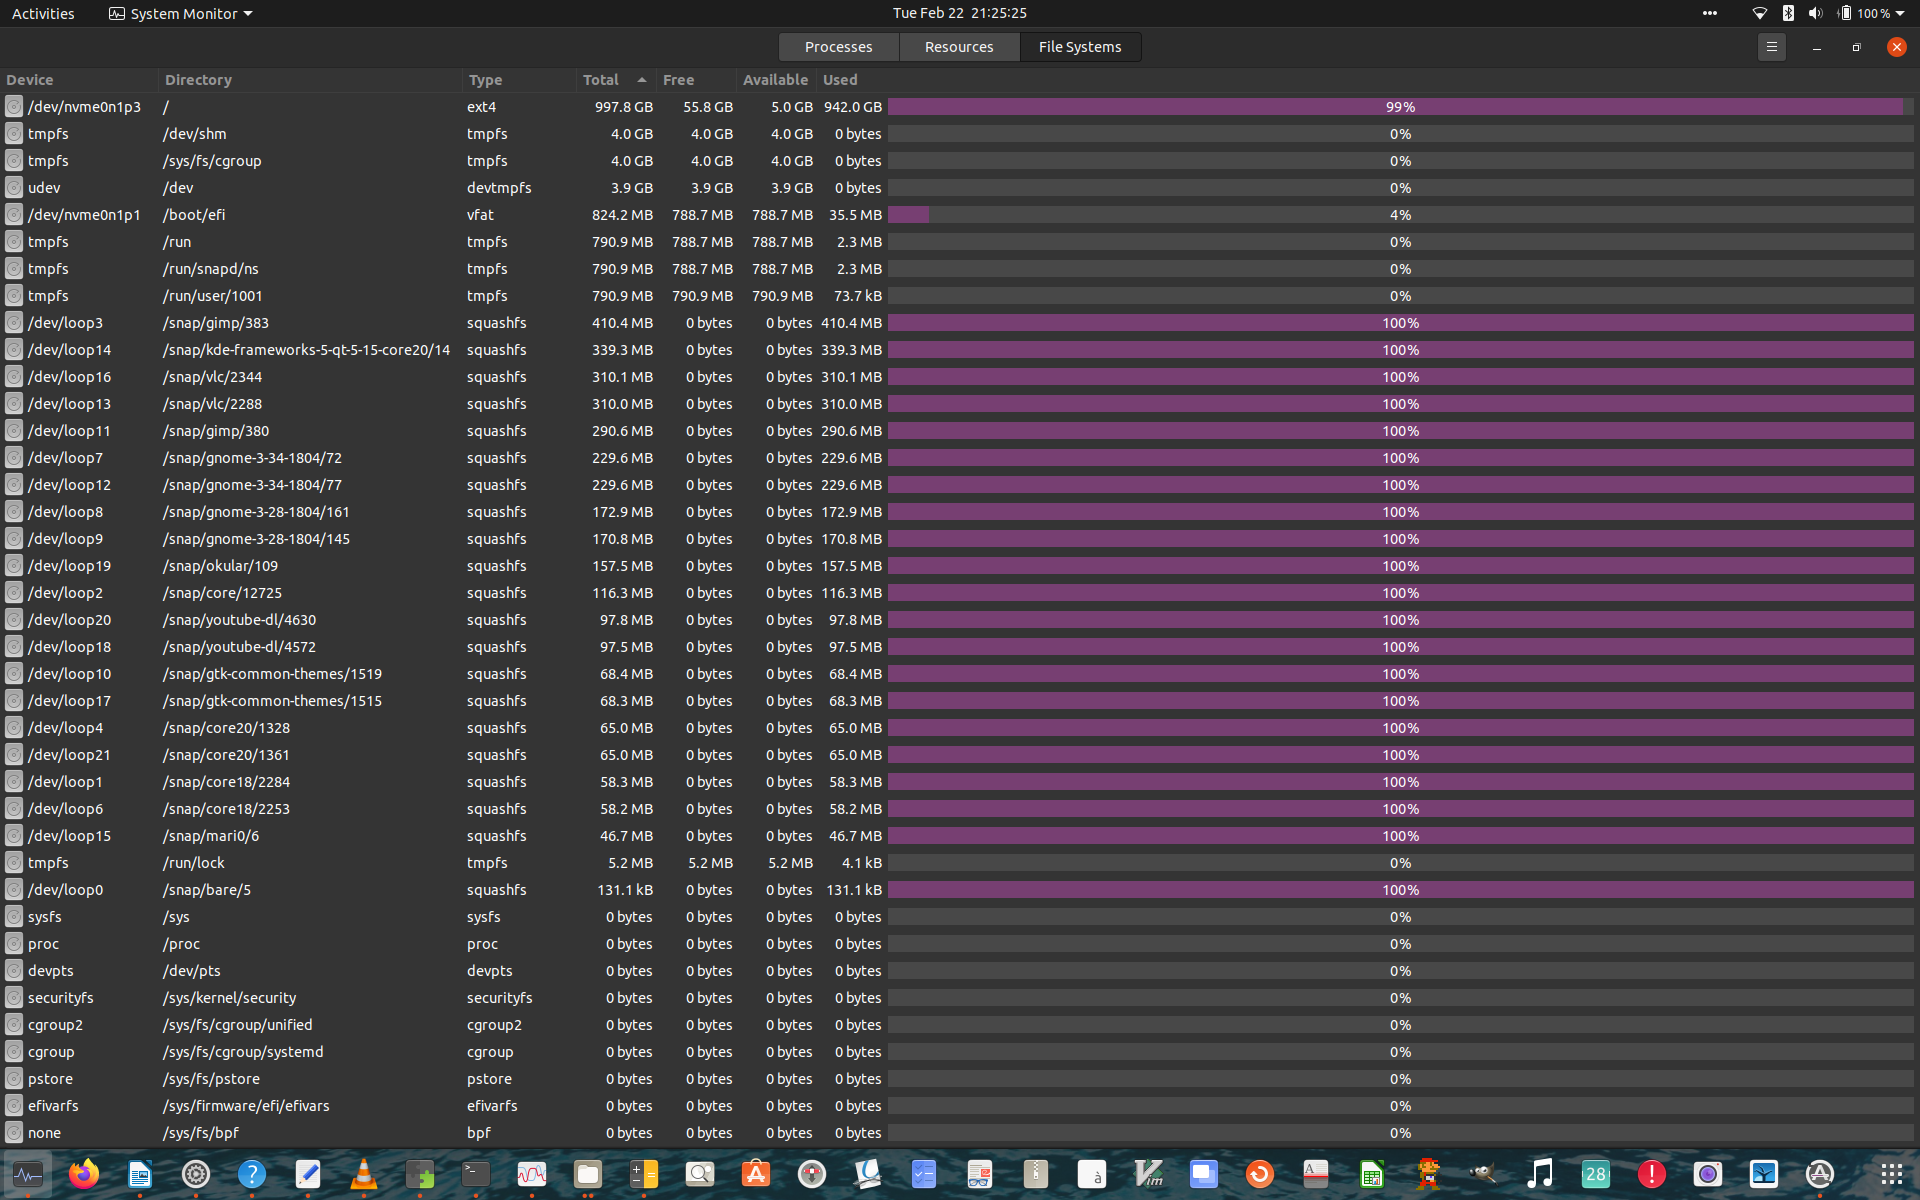 Activities System Monitor Tue Feb 22 21:25:25 100 %
Processes Resources File Systems
Device Directory Type Total Free Available Used
/dev/nvme0n1p3 / ext4 997.8 GB 55.8 GB 5.0 GB 942.0 GB 99%
tmpfs /dev/shm tmpfs 4.0 GB 4.0 GB 4.0 GB 0 bytes 0%
tmpfs /sys/fs/cgroup tmpfs 4.0 GB 4.0 GB 4.0 GB 0 bytes 0%
udev /dev devtmpfs 3.9 GB 3.9 GB 3.9 GB 0 bytes 0%
/dev/nvme0n1p1 /boot/efi vfat 824.2 MB 788.7 MB 788.7 MB 35.5 MB 4%
tmpfs /run tmpfs 790.9 MB 788.7 MB 788.7 MB 2.3 MB 0%
tmpfs /run/snapd/ns tmpfs 790.9 MB 788.7 MB 788.7 MB 2.3 MB 0%
tmpfs /run/user/1001 tmpfs 790.9 MB 790.9 MB 790.9 MB 73.7 kB 0%
/dev/loop3 /snap/gimp/383 squashfs 410.4 MB 0 bytes 0 bytes 410.4 MB 100%
/dev/loop14 /snap/kde-frameworks-5-qt-5-15-core20/14 squashfs 339.3 MB 0 bytes 0 bytes 339.3 MB 100%
/dev/loop16 /snap/vlc/2344 squashfs 310.1 MB 0 bytes 0 bytes 310.1 MB 100%
/dev/loop13 /snap/vlc/2288 squashfs 310.0 MB 0 bytes 0 bytes 310.0 MB 100%
/dev/loop11 /snap/gimp/380 squashfs 290.6 MB 0 bytes 0 bytes 290.6 MB 100%
/dev/loop7 /snap/gnome-3-34-1804/72 squashfs 229.6 MB 0 bytes 0 bytes 229.6 MB 100%
/dev/loop12 /snap/gnome-3-34-1804/77 squashfs 229.6 MB 0 bytes 0 bytes 229.6 MB 100%
/dev/loop8 /snap/gnome-3-28-1804/161 squashfs 172.9 MB 0 bytes 0 bytes 172.9 MB 100%
/dev/loop9 /snap/gnome-3-28-1804/145 squashfs 170.8 MB 0 bytes 0 bytes 170.8 MB 100%
/dev/loop19 /snap/okular/109 squashfs 157.5 MB 0 bytes 0 bytes 157.5 MB 100%
/dev/loop2 /snap/core/12725 squashfs 116.3 MB 0 bytes 0 bytes 116.3 MB 100%
/dev/loop20 /snap/youtube-dl/4630 squashfs 97.8 MB 0 bytes 0 bytes 97.8 MB 100%
/dev/loop18 /snap/youtube-dl/4572 squashfs 97.5 MB 0 bytes 0 bytes 97.5 MB 100%
/dev/loop10 /snap/gtk-common-themes/1519 squashfs 68.4 MB 0 bytes 0 bytes 68.4 MB 100%
/dev/loop17 /snap/gtk-common-themes/1515 squashfs 68.3 MB 0 bytes 0 bytes 68.3 MB 100%
/dev/loop4 /snap/core20/1328 squashfs 65.0 MB 0 bytes 0 bytes 65.0 MB 100%
/dev/loop21 /snap/core20/1361 squashfs 65.0 MB 0 bytes 0 bytes 65.0 MB 100%
/dev/loop1 /snap/core18/2284 squashfs 58.3 MB 0 bytes 0 bytes 58.3 MB 100%
/dev/loop6 /snap/core18/2253 squashfs 58.2 MB 0 bytes 0 bytes 58.2 MB 100%
/dev/loop15 /snap/mari0/6 squashfs 46.7 MB 0 bytes 0 bytes 46.7 MB 100%
tmpfs /run/lock tmpfs 5.2 MB 5.2 MB 5.2 MB 4.1 kB 0%
/dev/loop0 /snap/bare/5 squashfs 131.1 kB 0 bytes 0 bytes 131.1 kB 100%
sysfs /sys sysfs 0 bytes 0 bytes 0 bytes 0 bytes 0%
proc /proc proc 0 bytes 0 bytes 0 bytes 0 bytes 0%
devpts /dev/pts devpts 0 bytes 0 bytes 0 bytes 0 bytes 0%
securityfs /sys/kernel/security securityfs 0 bytes 0 bytes 0 bytes 0 bytes 0%
cgroup2 /sys/fs/cgroup/unified cgroup2 0 bytes 0 bytes 0 bytes 0 bytes 0%
cgroup /sys/fs/cgroup/systemd cgroup 0 bytes 0 bytes 0 bytes 0 bytes 0%
pstore /sys/fs/pstore pstore 0 bytes 0 bytes 0 bytes 0 bytes 0%
efivarfs /sys/firmware/efi/efivars efivarfs 0 bytes 0 bytes 0 bytes 0 bytes 0%
none /sys/fs/bpf bpf 0 bytes 0 bytes 0 bytes 0 bytes 0%
? à Vim A 28 !